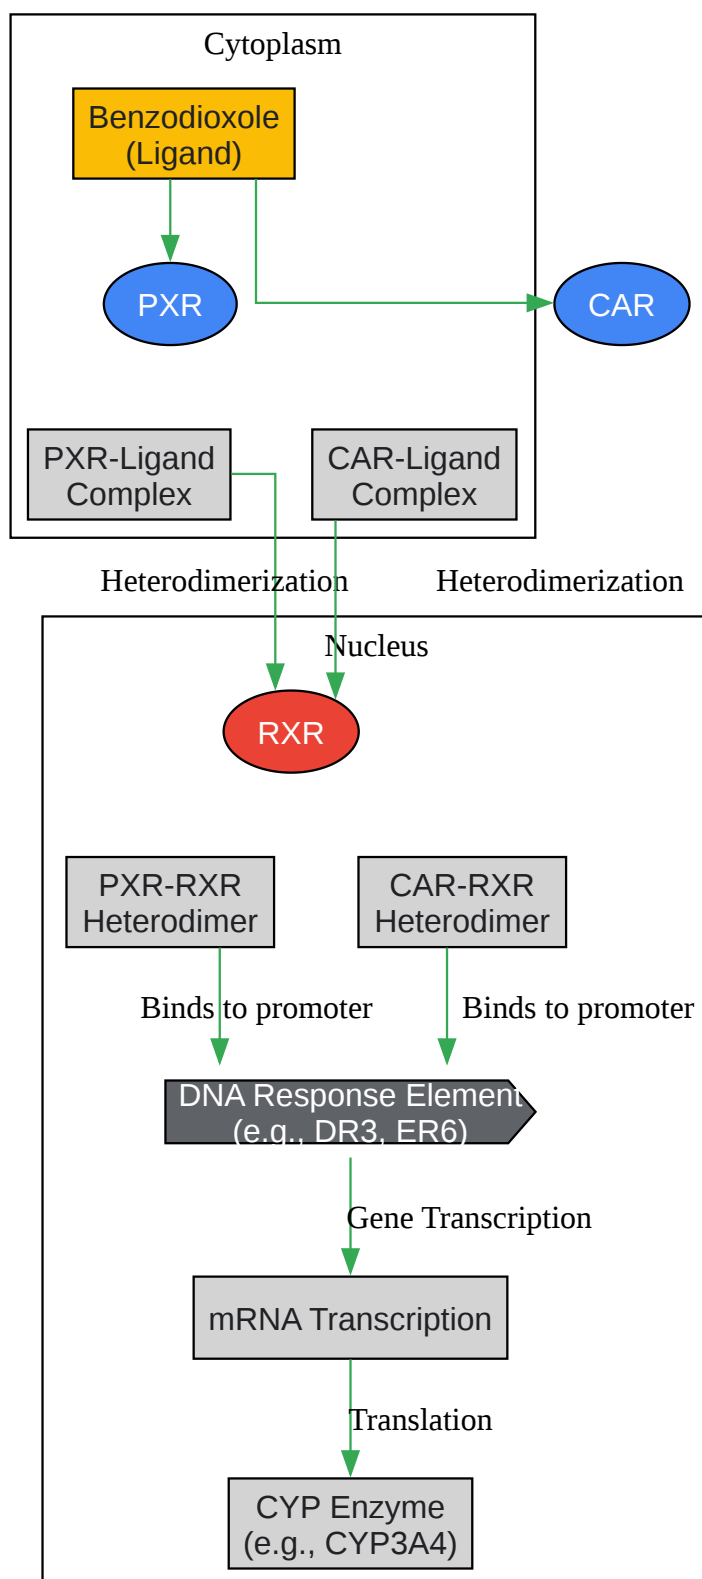 Cytoplasm
Benzodioxole
(Ligand)
PXR
CAR
PXR-Ligand
Complex
CAR-Ligand
Complex
Heterodimerization
Heterodimerization
Nucleus
RXR
PXR-RXR
Heterodimer
CAR-RXR
Heterodimer
Binds to promoter
Binds to promoter
DNA Response Element
(e.g., DR3, ER6)
Gene Transcription
mRNA Transcription
Translation
CYP Enzyme
(e.g., CYP3A4)